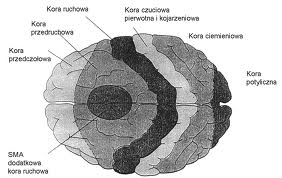 Kora ruchowa
Kora czuciowa
pierwotna i kojarzeniowa
Kora
przedruchowa
Kora ciemieniowa
Kora
przedczołowa
Kora
potyliczna
SMA
dodatkowa
kora ruchowa